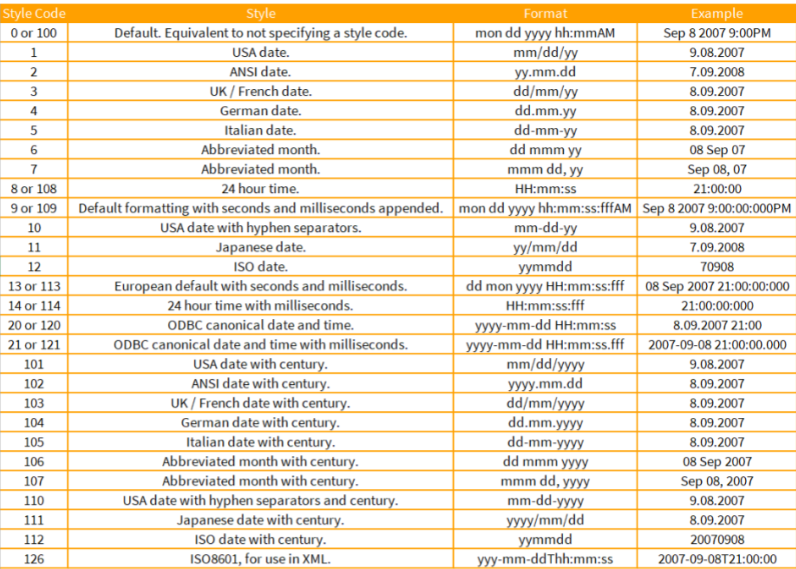 Style Code Style Format Example
0 or 100 Default. Equivalent to not specifying a style code. mon dd yyyy hh:mmAM Sep 8 2007 9:00PM
1 USA date. mm/dd/yy 9.08.2007
2 ANSI date. yy.mm.dd 7.09.2008
3 UK / French date. dd/mm/yy 8.09.2007
4 German date. dd.mm.yy 8.09.2007
5 Italian date. dd-mm-yy 8.09.2007
6 Abbreviated month. dd mmm yy 08 Sep 07
7 Abbreviated month. mmm dd, yy Sep 08, 07
8 or 108 24 hour time. HH:mm:ss 21:00:00
9 or 109 Default formatting with seconds and milliseconds appended. mon dd yyyy hh:mm:ss:fffAM Sep 8 2007 9:00:00:000PM
10 USA date with hyphen separators. mm-dd-yy 9.08.2007
11 Japanese date. yy/mm/dd 7.09.2008
12 ISO date. yymmdd 70908
13 or 113 European default with seconds and milliseconds. dd mon yyyy HH:mm:ss:fff 08 Sep 2007 21:00:00:000
14 or 114 24 hour time with milliseconds. HH:mm:ss:fff 21:00:00:000
20 or 120 ODBC canonical date and time. yyyy-mm-dd HH:mm:ss 8.09.2007 21:00
21 or 121 ODBC canonical date and time with milliseconds. yyyy-mm-dd HH:mm:ss.fff 2007-09-08 21:00:00.000
101 USA date with century. mm/dd/yyyy 9.08.2007
102 ANSI date with century. yyyy.mm.dd 8.09.2007
103 UK / French date with century. dd/mm/yyyy 8.09.2007
104 German date with century. dd.mm.yyyy 8.09.2007
105 Italian date with century. dd-mm-yyyy 8.09.2007
106 Abbreviated month with century. dd mmm yyyy 08 Sep 2007
107 Abbreviated month with century. mmm dd, yyyy Sep 08, 2007
110 USA date with hyphen separators and century. mm-dd-yyyy 9.08.2007
111 Japanese date with century. yyyy/mm/dd 8.09.2007
112 ISO date with century. yymmdd 20070908
126 ISO8601, for use in XML. yyy-mm-ddThh:mm:ss 2007-09-08T21:00:00